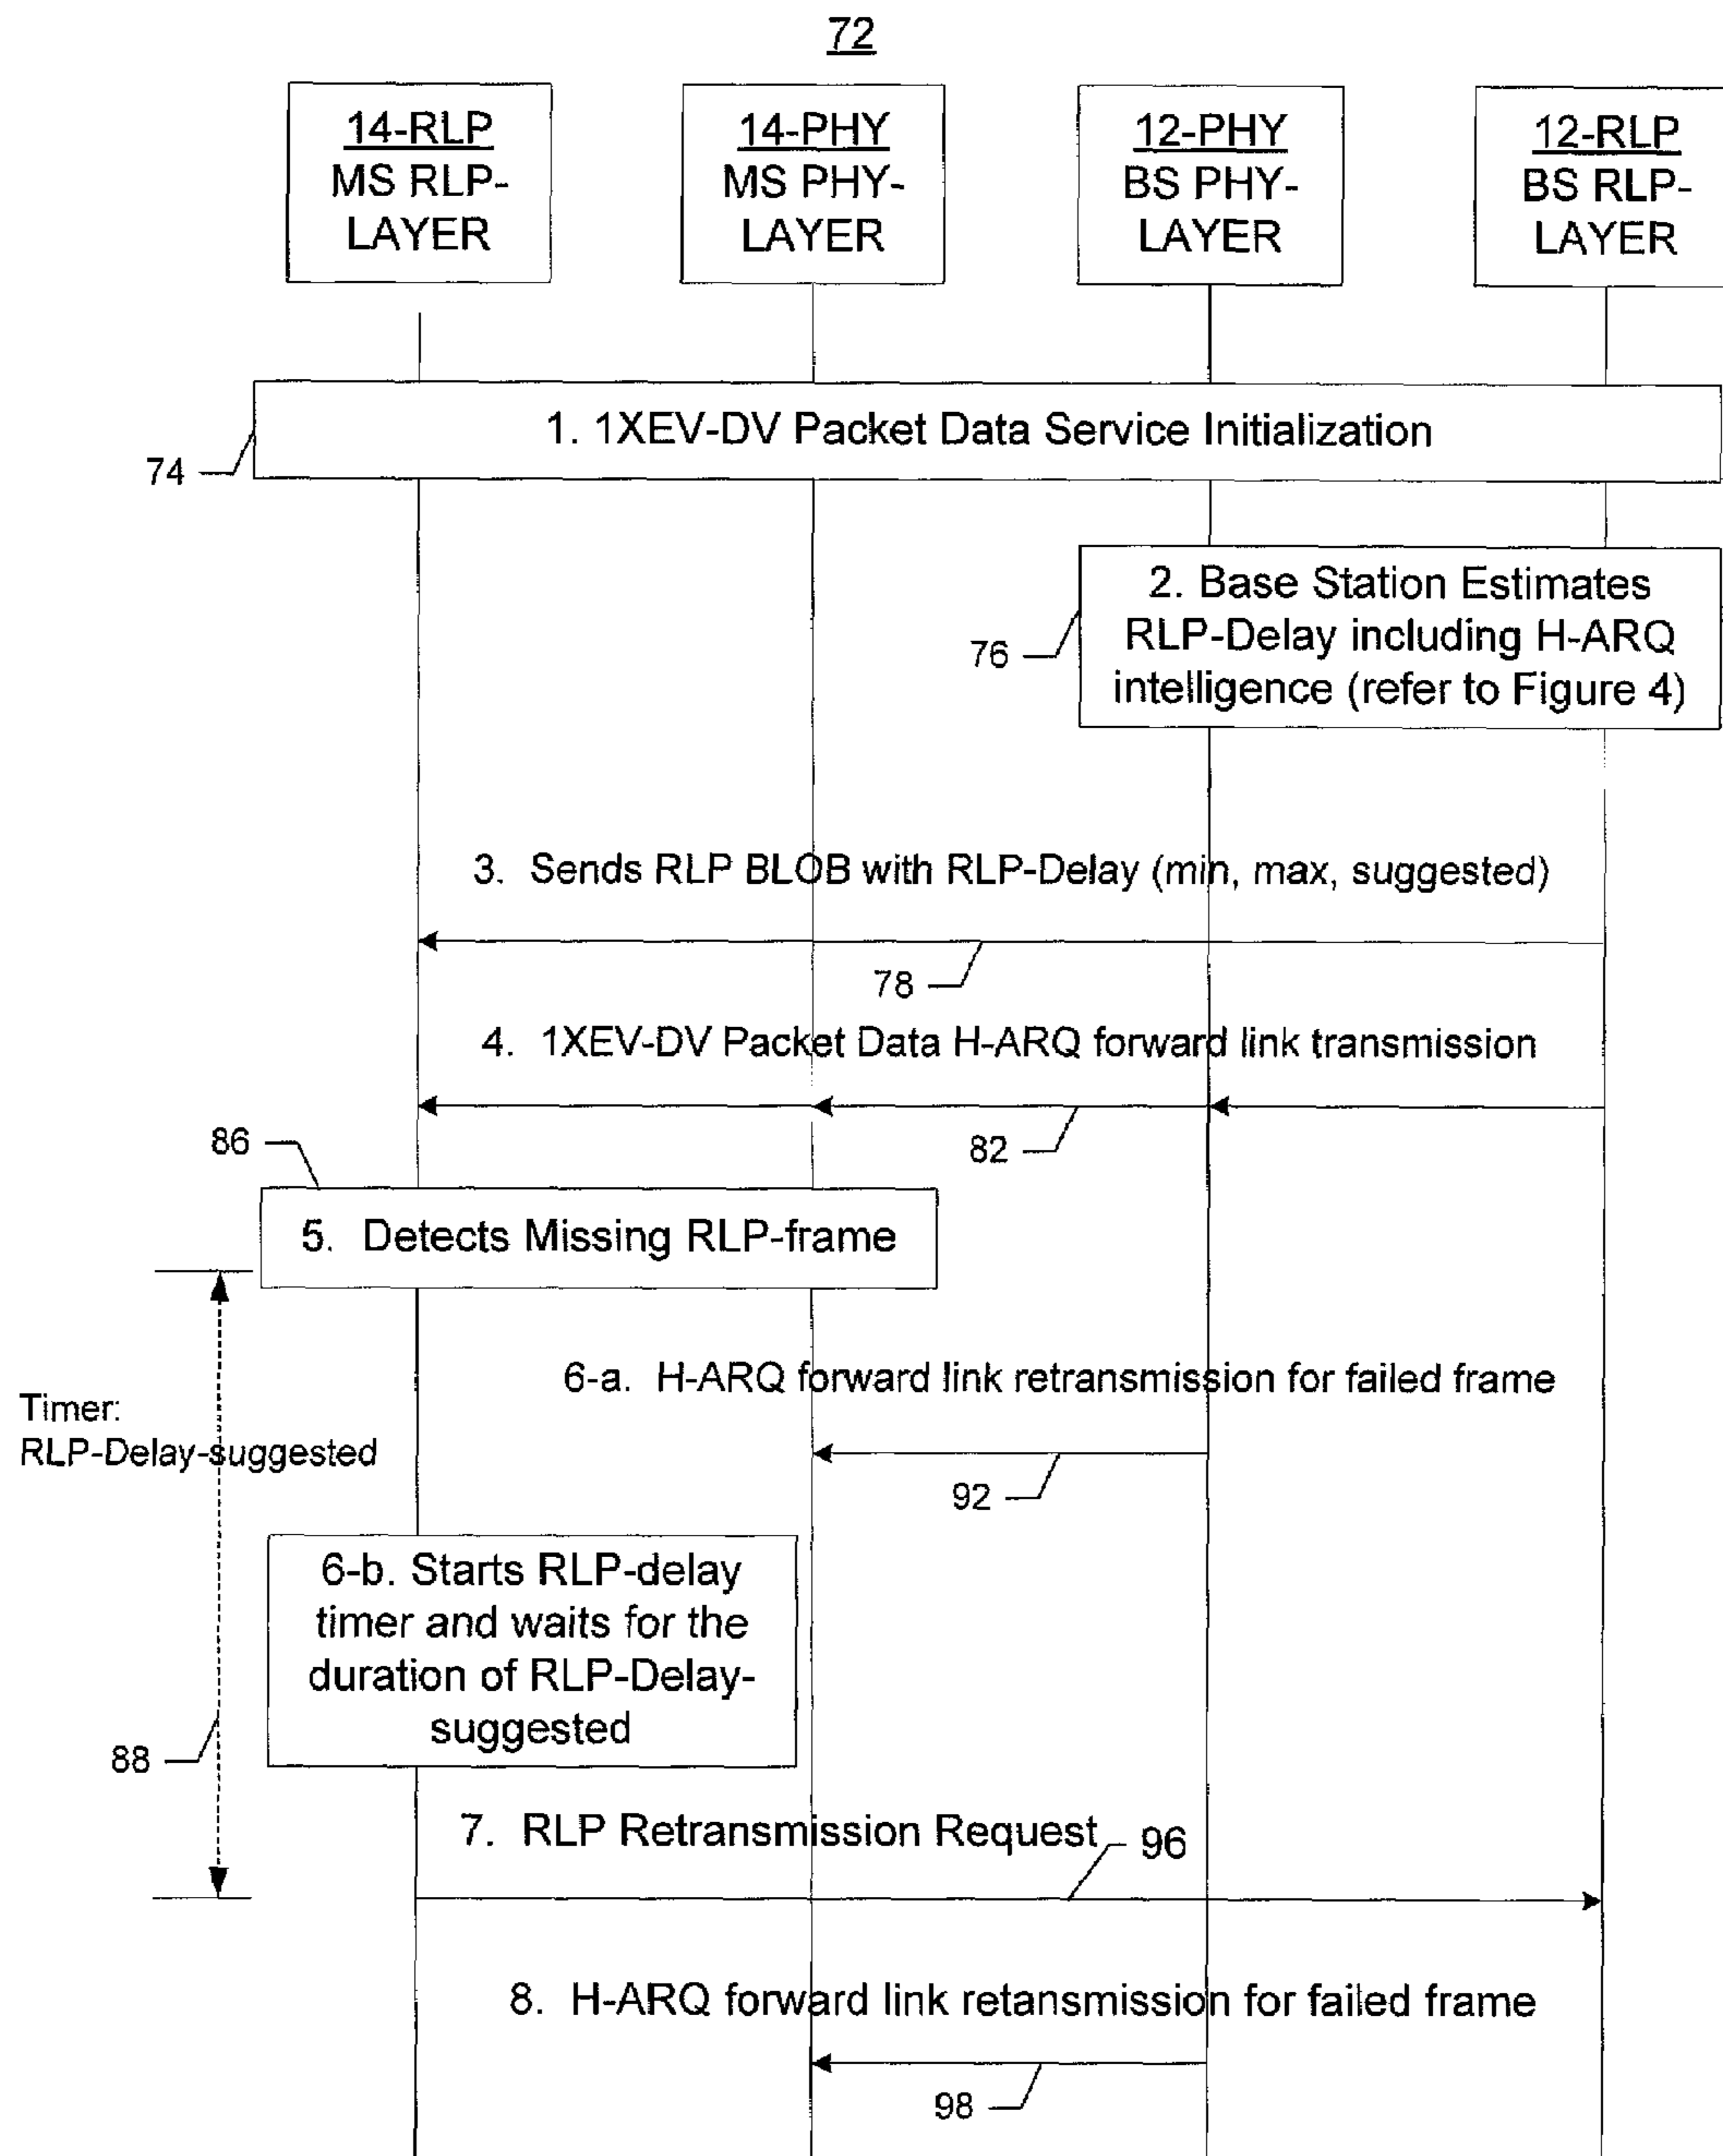 72
14-RLP
MS RLP-
LAYER
14-PHY
MS PHY-
LAYER
12-PHY
BS PHY-
LAYER
12-RLP
BS RLP-
LAYER
1. 1XEV-DV Packet Data Service Initialization
74
2. Base Station Estimates
RLP-Delay including H-ARQ
intelligence (refer to Figure 4)
76
3. Sends RLP BLOB with RLP-Delay (min, max, suggested)
78
4. 1XEV-DV Packet Data H-ARQ forward link transmission
82
86
5. Detects Missing RLP-frame
6-a. H-ARQ forward link retransmission for failed frame
Timer:
RLP-Delay-suggested
92
6-b. Starts RLP-delay
timer and waits for the
duration of RLP-Delay-
suggested
88
7. RLP Retransmission Request
96
8. H-ARQ forward link retansmission for failed frame
98